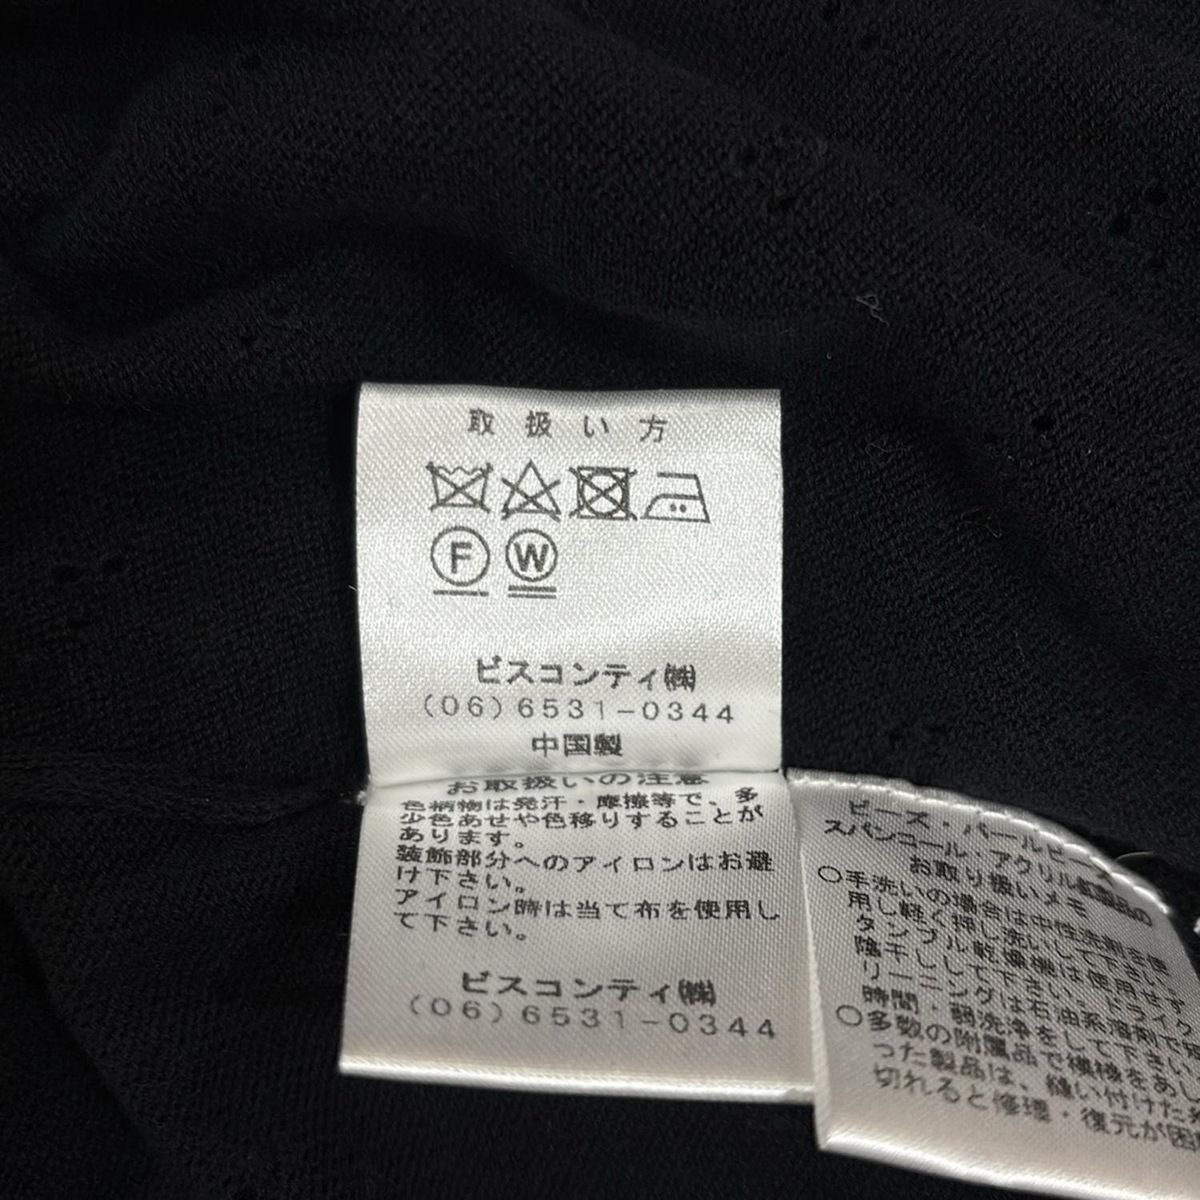 取扱い方
F W
ビスコンティ㈱
(06)6531-0344
中国製
お取扱いの注意
色柄物は発汗・摩擦等で、多
少色あせや色移りすることが
あります。
装飾部分へのアイロンはお避
け下さい。
アイロン時は当て布を使用し
て下さい。
ビスコンティ㈱
(06)6531-0344
ビーズ・パールビーズ
スパンコール・アクリル鏡製品の
お取り扱いメモ
○手洗いの場合は中性洗剤を使
用し軽く押し洗いして下さい。
タンブル乾燥機は使用はせず
陰干しして下さい。ドライク
リーニングは石油系溶剤で
時間・弱洗浄をして下さい
○多数の附属品で模様をあし
った製品は、縫い付けた
切れると修理・復元が困